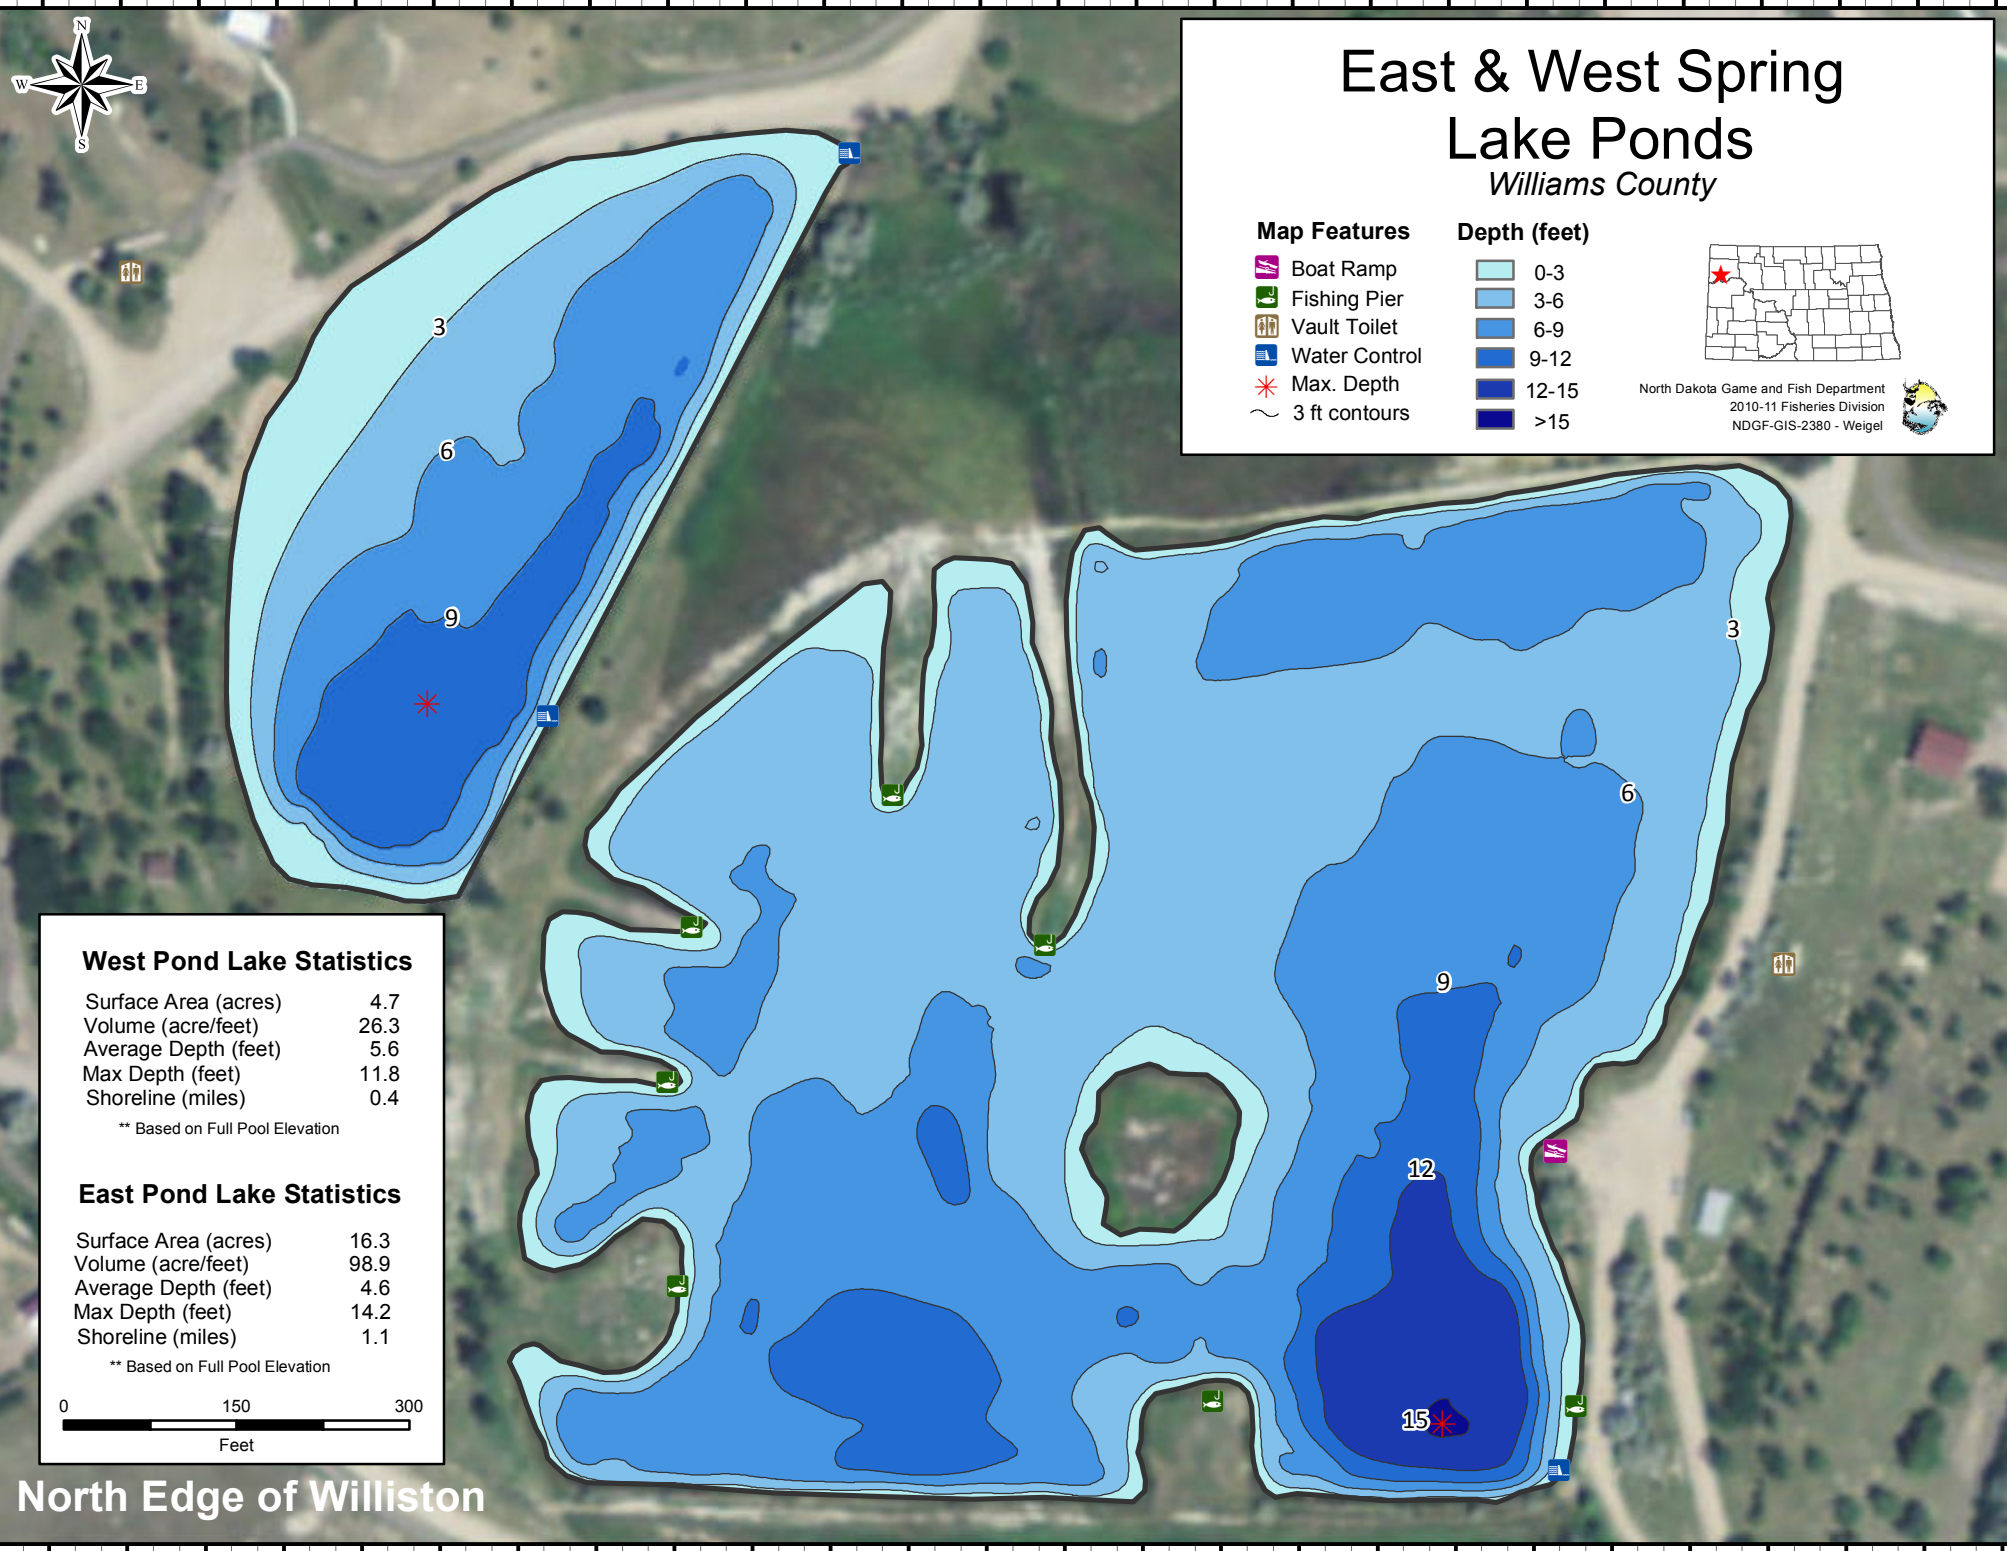 N
W
E
S
East & West Spring
Lake Ponds
Williams County
Map Features
Boat Ramp
Fishing Pier
Vault Toilet
Water Control
Max. Depth
3 ft contours
Depth (feet)
0-3
3-6
6-9
9-12
12-15
>15
North Dakota Game and Fish Department
2010-11 Fisheries Division
NDGF-GIS-2380 - Weigel
3
6
9
3
6
9
12
15
West Pond Lake Statistics
Surface Area (acres) 4.7
Volume (acre/feet) 26.3
Average Depth (feet) 5.6
Max Depth (feet) 11.8
Shoreline (miles) 0.4
** Based on Full Pool Elevation
East Pond Lake Statistics
Surface Area (acres) 16.3
Volume (acre/feet) 98.9
Average Depth (feet) 4.6
Max Depth (feet) 14.2
Shoreline (miles) 1.1
** Based on Full Pool Elevation
0 150 300
Feet
North Edge of Williston